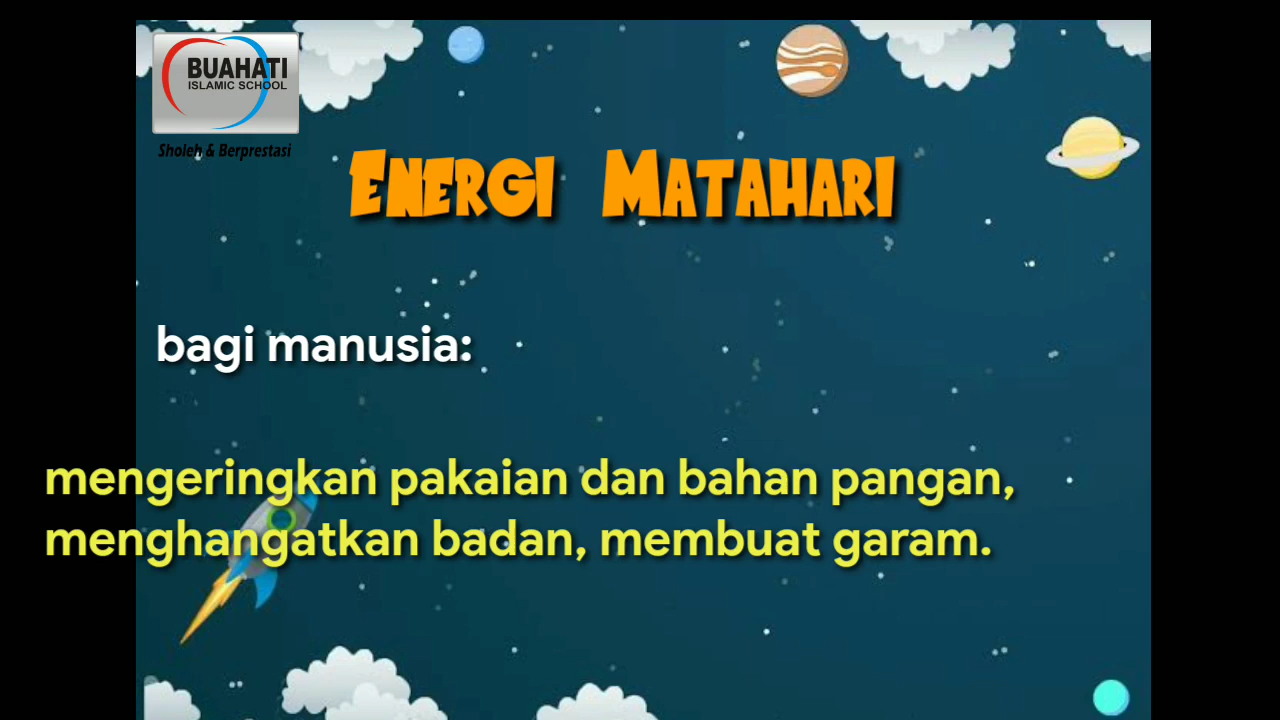 BUAHATI
ISLAMIC SCHOOL
Sholeh & Berprestasi
ENERGI MATAHARI
bagi manusia:
mengeringkan pakaian dan bahan pangan,
menghangatkan badan, membuat garam.